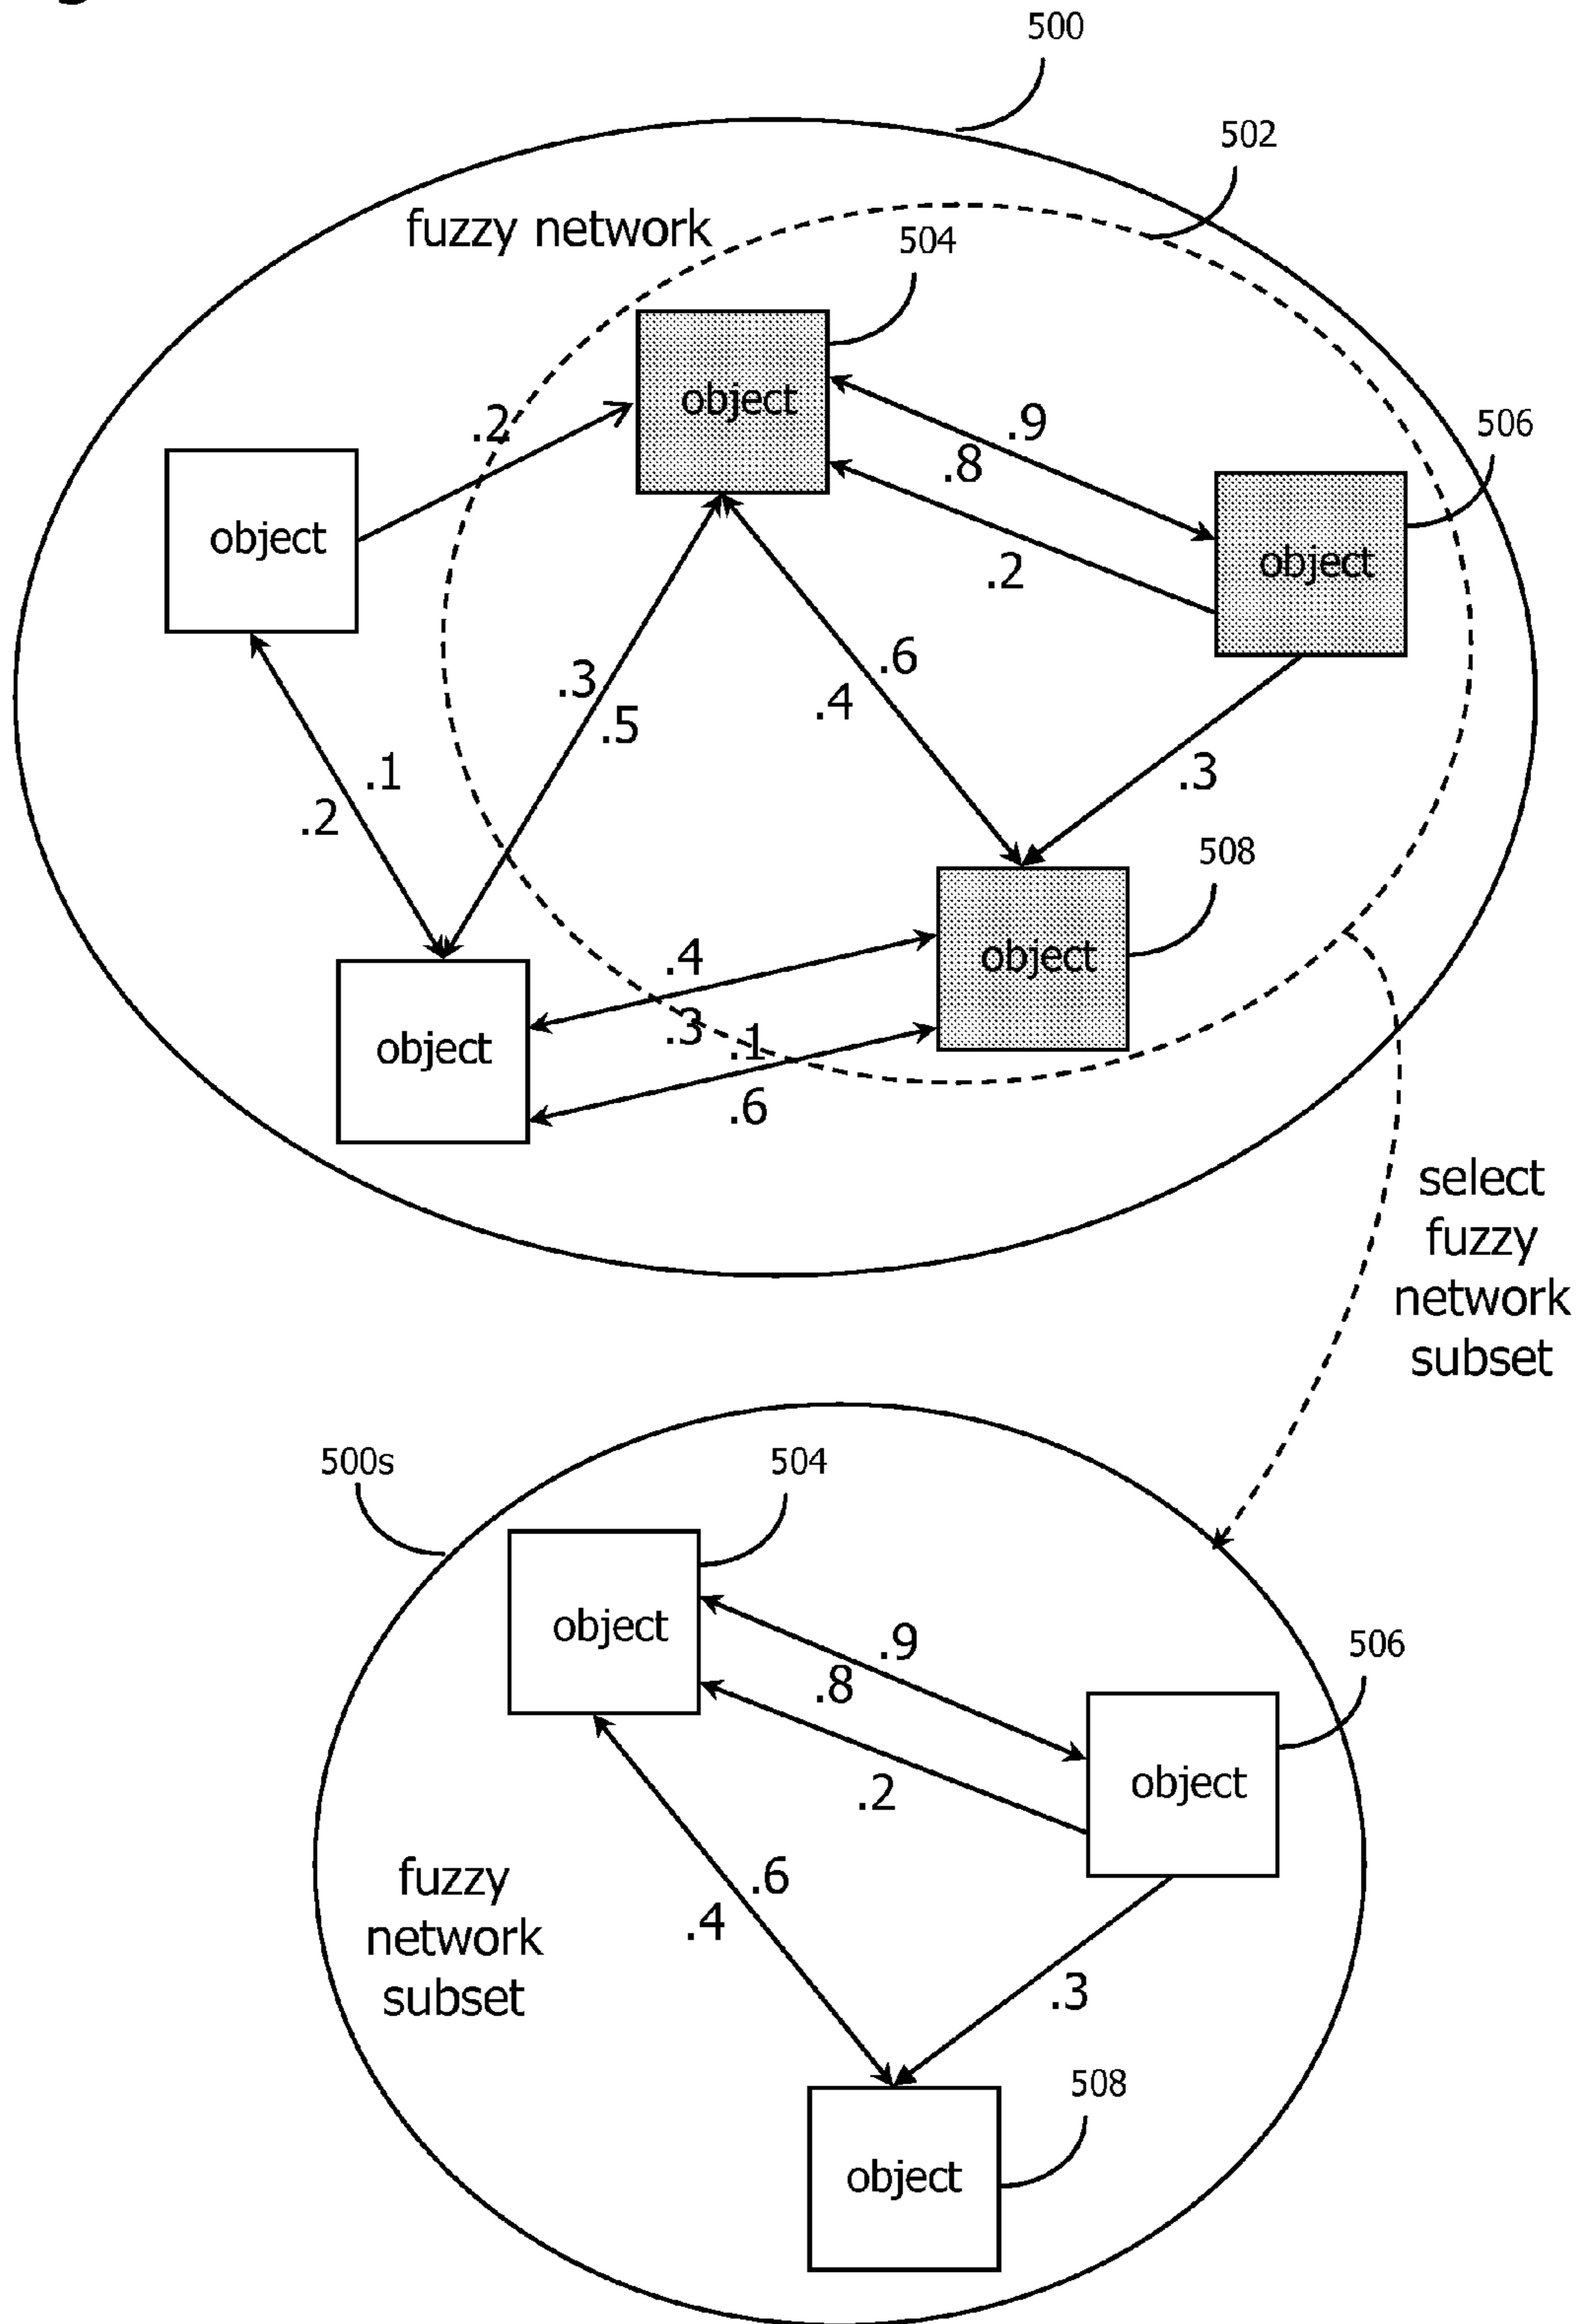 500
502
fuzzy network
504
object
.2
.9
506
.8
object
object
.2
.6
.3
.4
.5
.1
.3
.2
508
.4
object
.3
.1
object
.6
select
fuzzy
network
subset
500s
504
object
.9
506
.8
object
.2
fuzzy
network
subset
.6
.4
.3
508
object